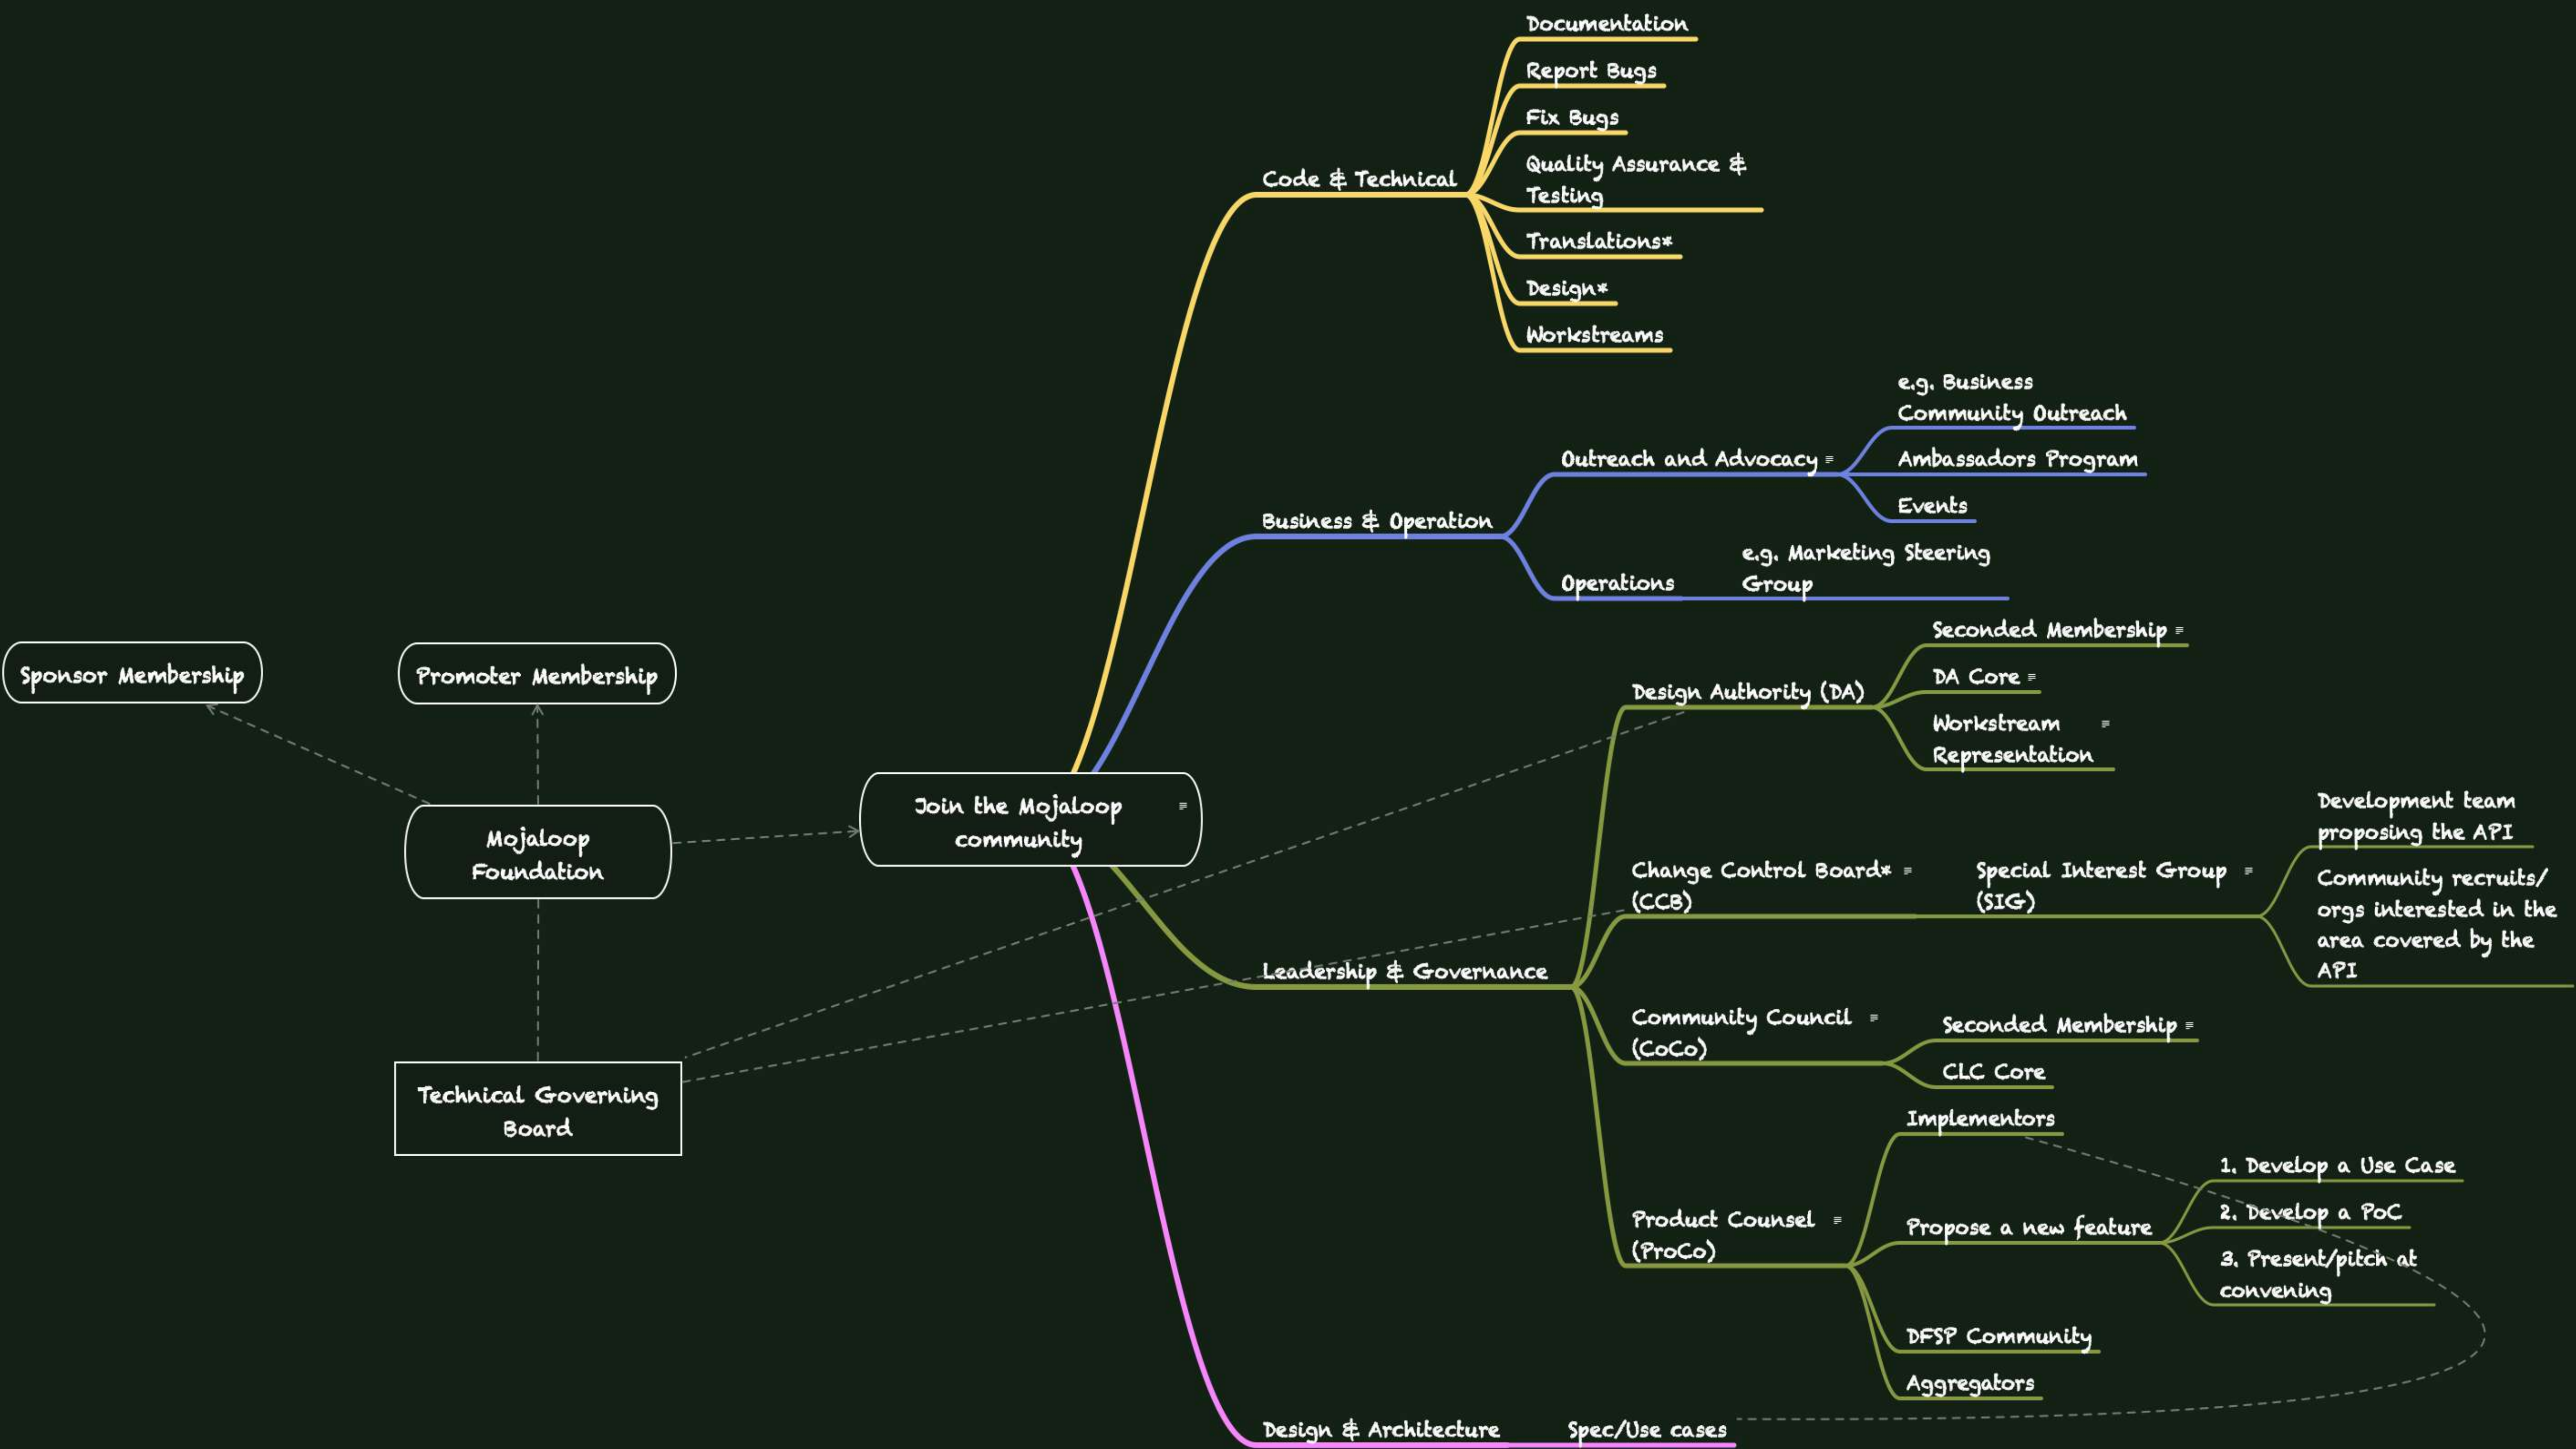 Documentation
Report Bugs
Fix Bugs
Quality Assurance &
Testing
Code & Technical
Translations*
Design*
Workstreams
e.g. Business
Community Outreach
Outreach and Advocacy
Ambassadors Program
Events
Business & Operation
e.g. Marketing Steering
Group
Operations
Seconded Membership
Design Authority (DA)
DA Core
Workstream
Representation
Sponsor Membership
Promoter Membership
Join the Mojaloop
community
Mojaloop
Foundation
Development team
proposing the API
Change Control Board*
(CCB)
Special Interest Group
(SIG)
Community recruits/
orgs interested in the
area covered by the
API
Leadership & Governance
Community Council
(CoCo)
Seconded Membership
CLC Core
Technical Governing
Board
Implementors
1. Develop a Use Case
Product Counsel
(ProCo)
Propose a new feature
2. Develop a PoC
3. Present/pitch at
convening
DFSP Community
Aggregators
Design & Architecture
Spec/Use cases